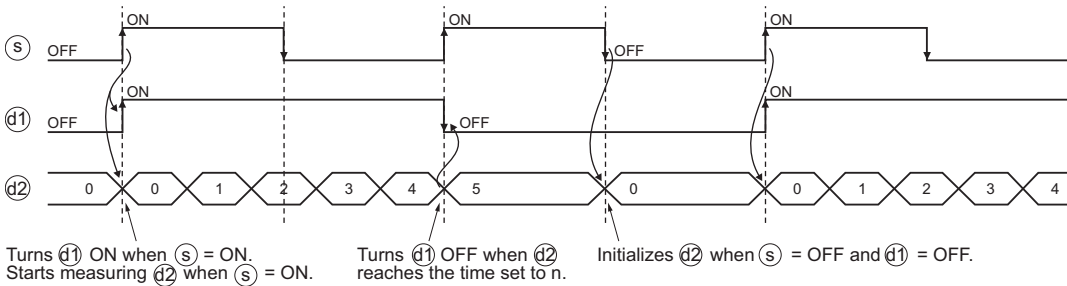 ON ON ON
s OFF OFF
ON ON
d1 OFF OFF
d2 0 0 1 2 3 4 5 0 0 1 2 3 4
Turns d1 ON when s = ON.
Starts measuring d2 when s = ON.
Turns d1 OFF when d2
reaches the time set to n.
Initializes d2 when s = OFF and d1 = OFF.